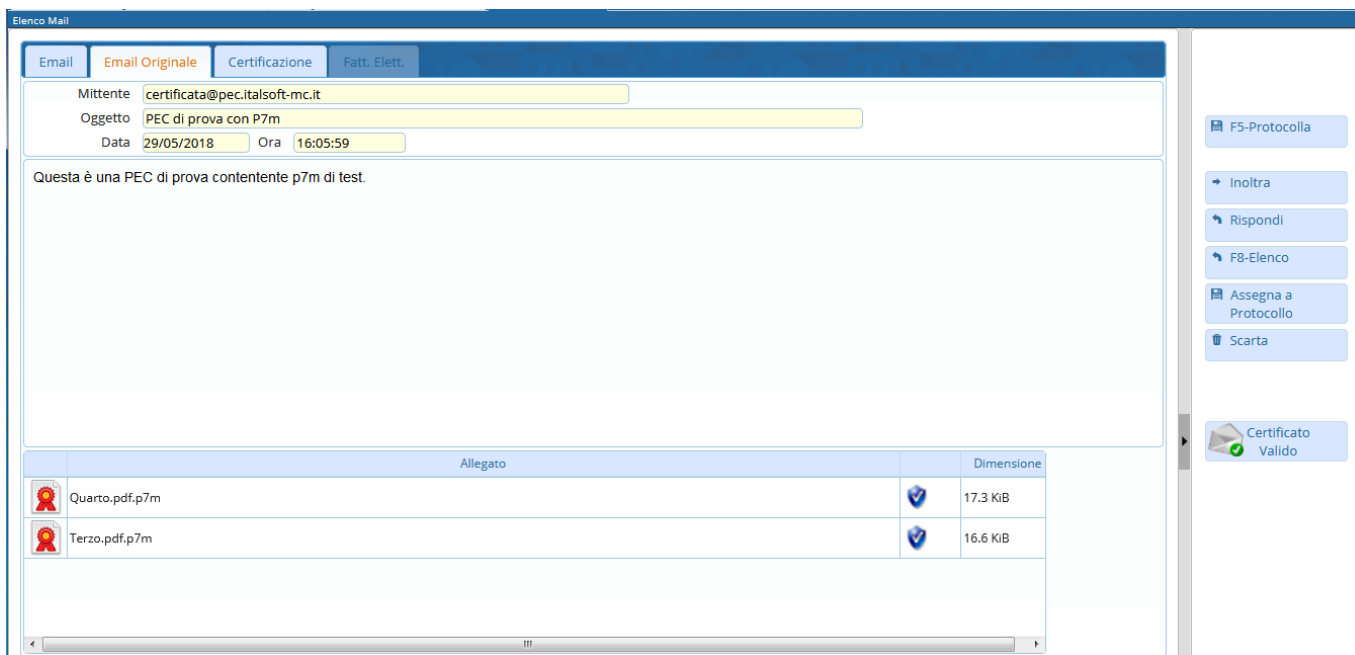 Elenco Mail
Email Email Originale Certificazione Fatt. Elett.
Mittente certificata@pec.italsoft-mc.it
Oggetto PEC di prova con P7m
Data 29/05/2018 Ora 16:05:59
Questa è una PEC di prova contentente p7m di test.
Allegato Dimensione
Quarto.pdf.p7m 17.3 KiB
Terzo.pdf.p7m 16.6 KiB
F5-Protocolla
Inoltra
Rispondi
F8-Elenco
Assegna a
Protocollo
Scarta
Certificato
Valido